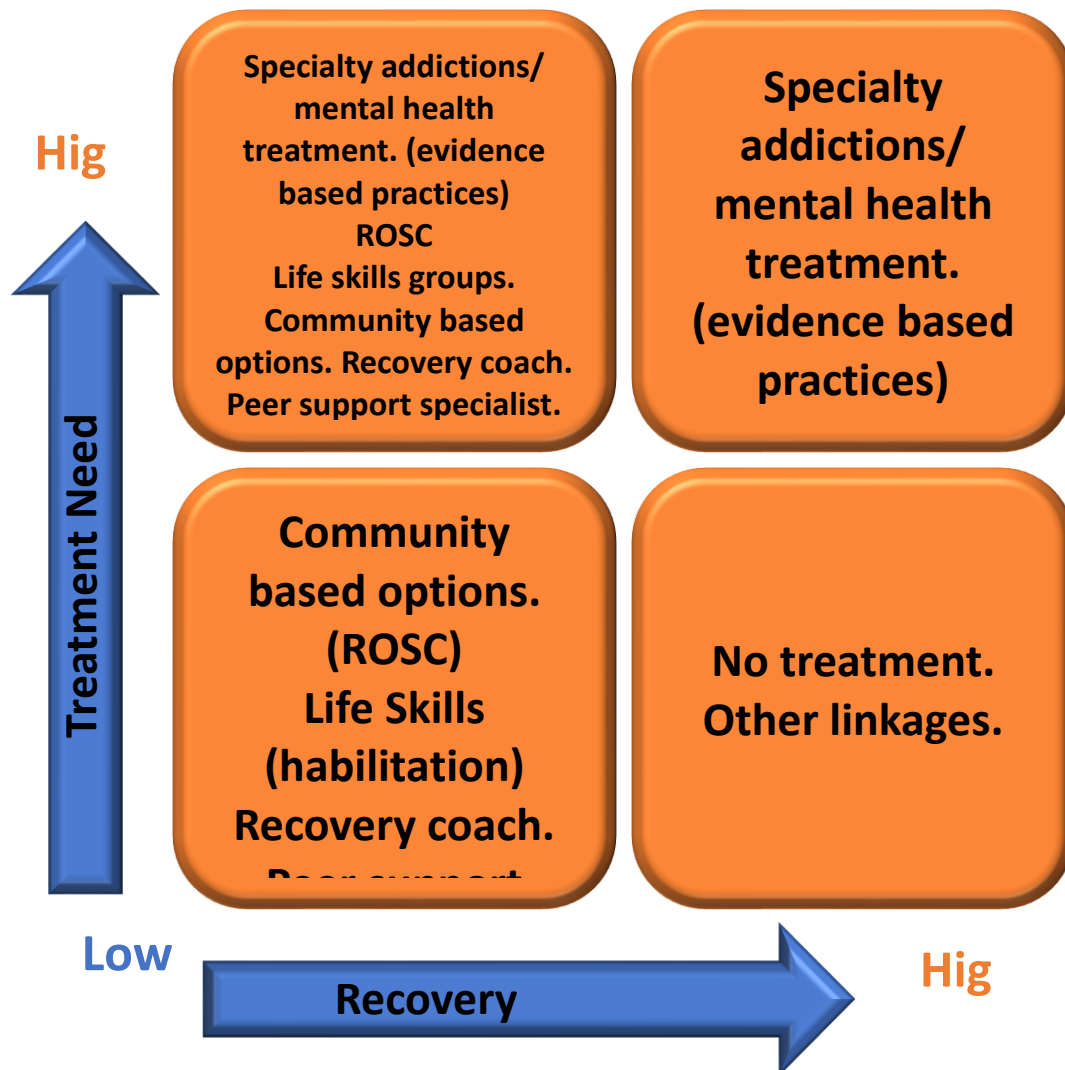 Hig
Specialty addictions/
mental health
treatment. (evidence
based practices)
ROSC
Life skills groups.
Community based
options. Recovery coach.
Peer support specialist.
Specialty
addictions/
mental health
treatment.
(evidence based
practices)
Treatment Need
Community
based options.
(ROSC)
Life Skills
(habilitation)
Recovery coach.
Peer support
No treatment.
Other linkages.
Low
Recovery
Hig